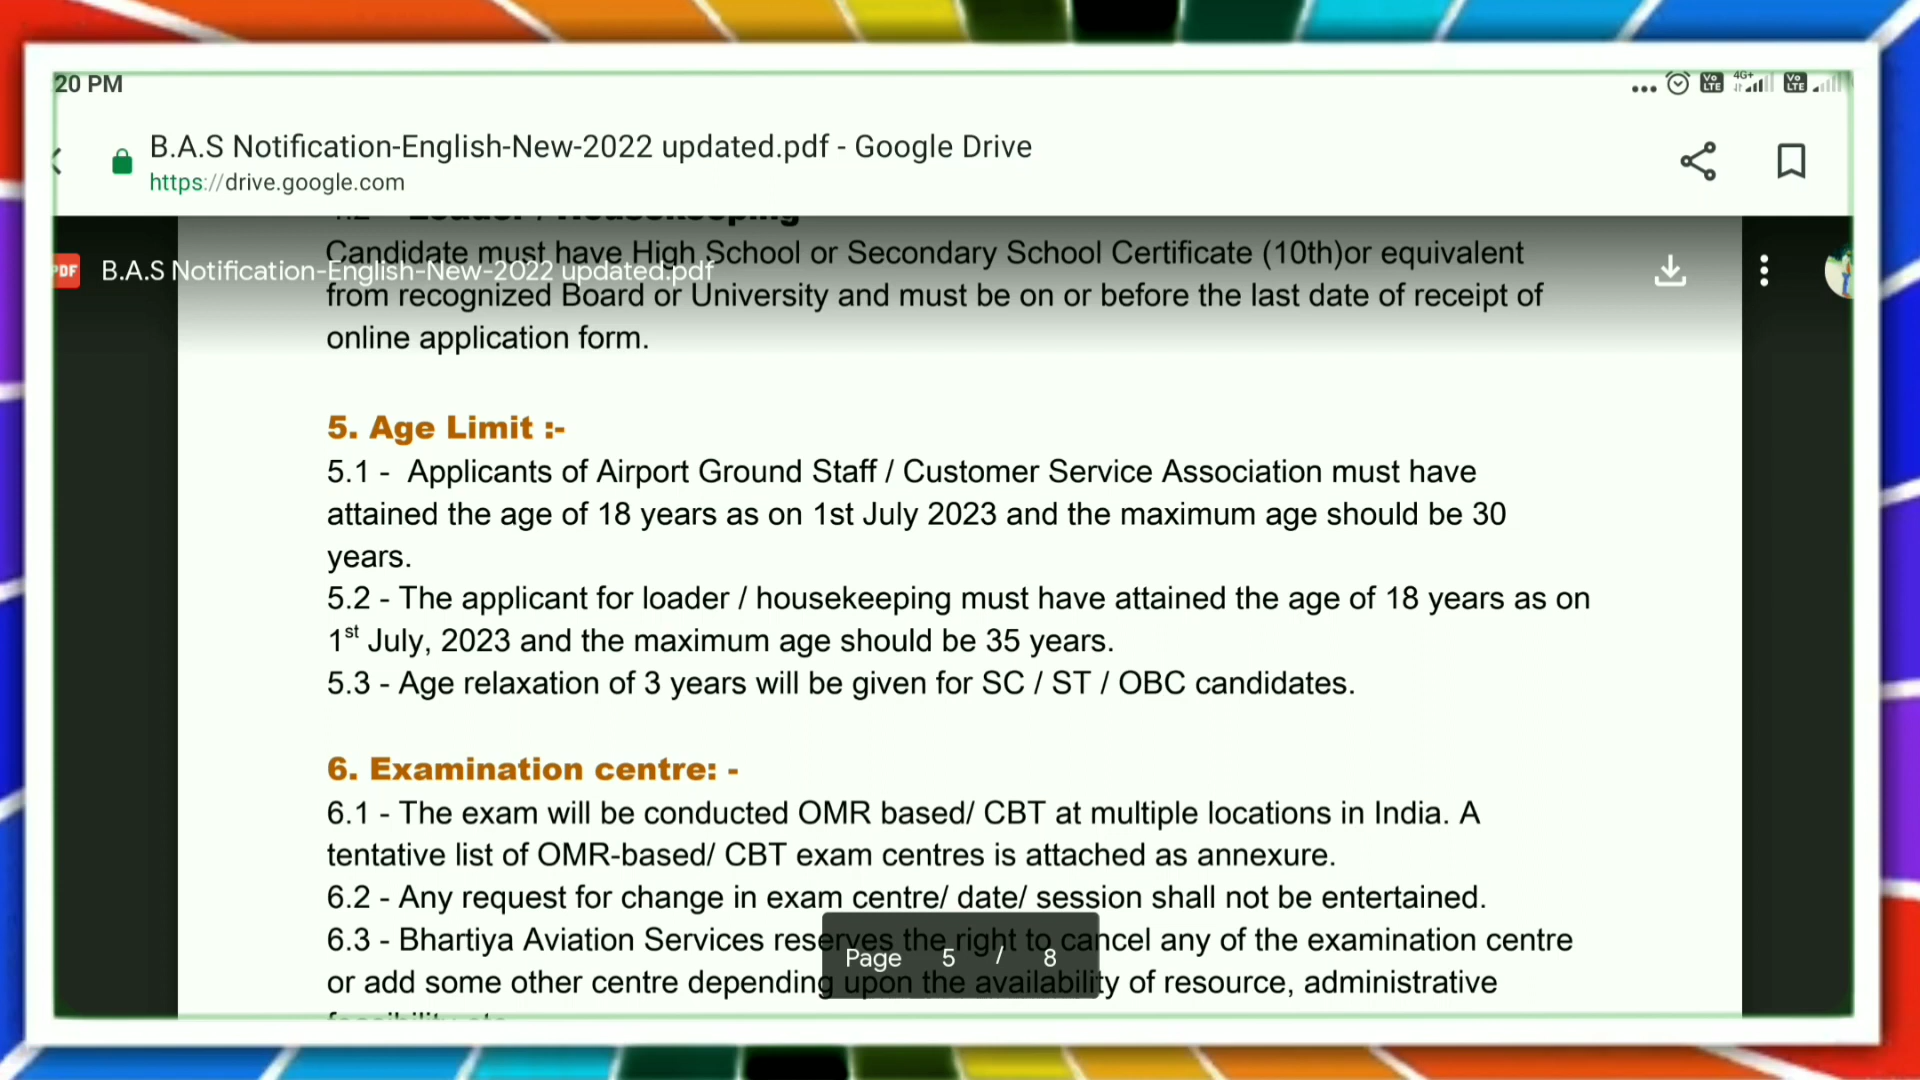 20 PM
4G+
Vo LTE
Vo LTE
B.A.S Notification-English-New-2022 updated.pdf - Google Drive
https://drive.google.com
4.2 - Loader / Housekeeping
PDF B.A.S Notification-English-New-2022 updated.pdf
Candidate must have High School or Secondary School Certificate (10th)or equivalent
from recognized Board or University and must be on or before the last date of receipt of
online application form.
5. Age Limit :-
5.1 - Applicants of Airport Ground Staff / Customer Service Association must have
attained the age of 18 years as on 1st July 2023 and the maximum age should be 30
years.
5.2 - The applicant for loader / housekeeping must have attained the age of 18 years as on
1st July, 2023 and the maximum age should be 35 years.
5.3 - Age relaxation of 3 years will be given for SC / ST / OBC candidates.
6. Examination centre: -
6.1 - The exam will be conducted OMR based/ CBT at multiple locations in India. A
tentative list of OMR-based/ CBT exam centres is attached as annexure.
6.2 - Any request for change in exam centre/ date/ session shall not be entertained.
6.3 - Bhartiya Aviation Services reserves the right to cancel any of the examination centre
or add some other centre depending upon the availability of resource, administrative
Page 5 / 8